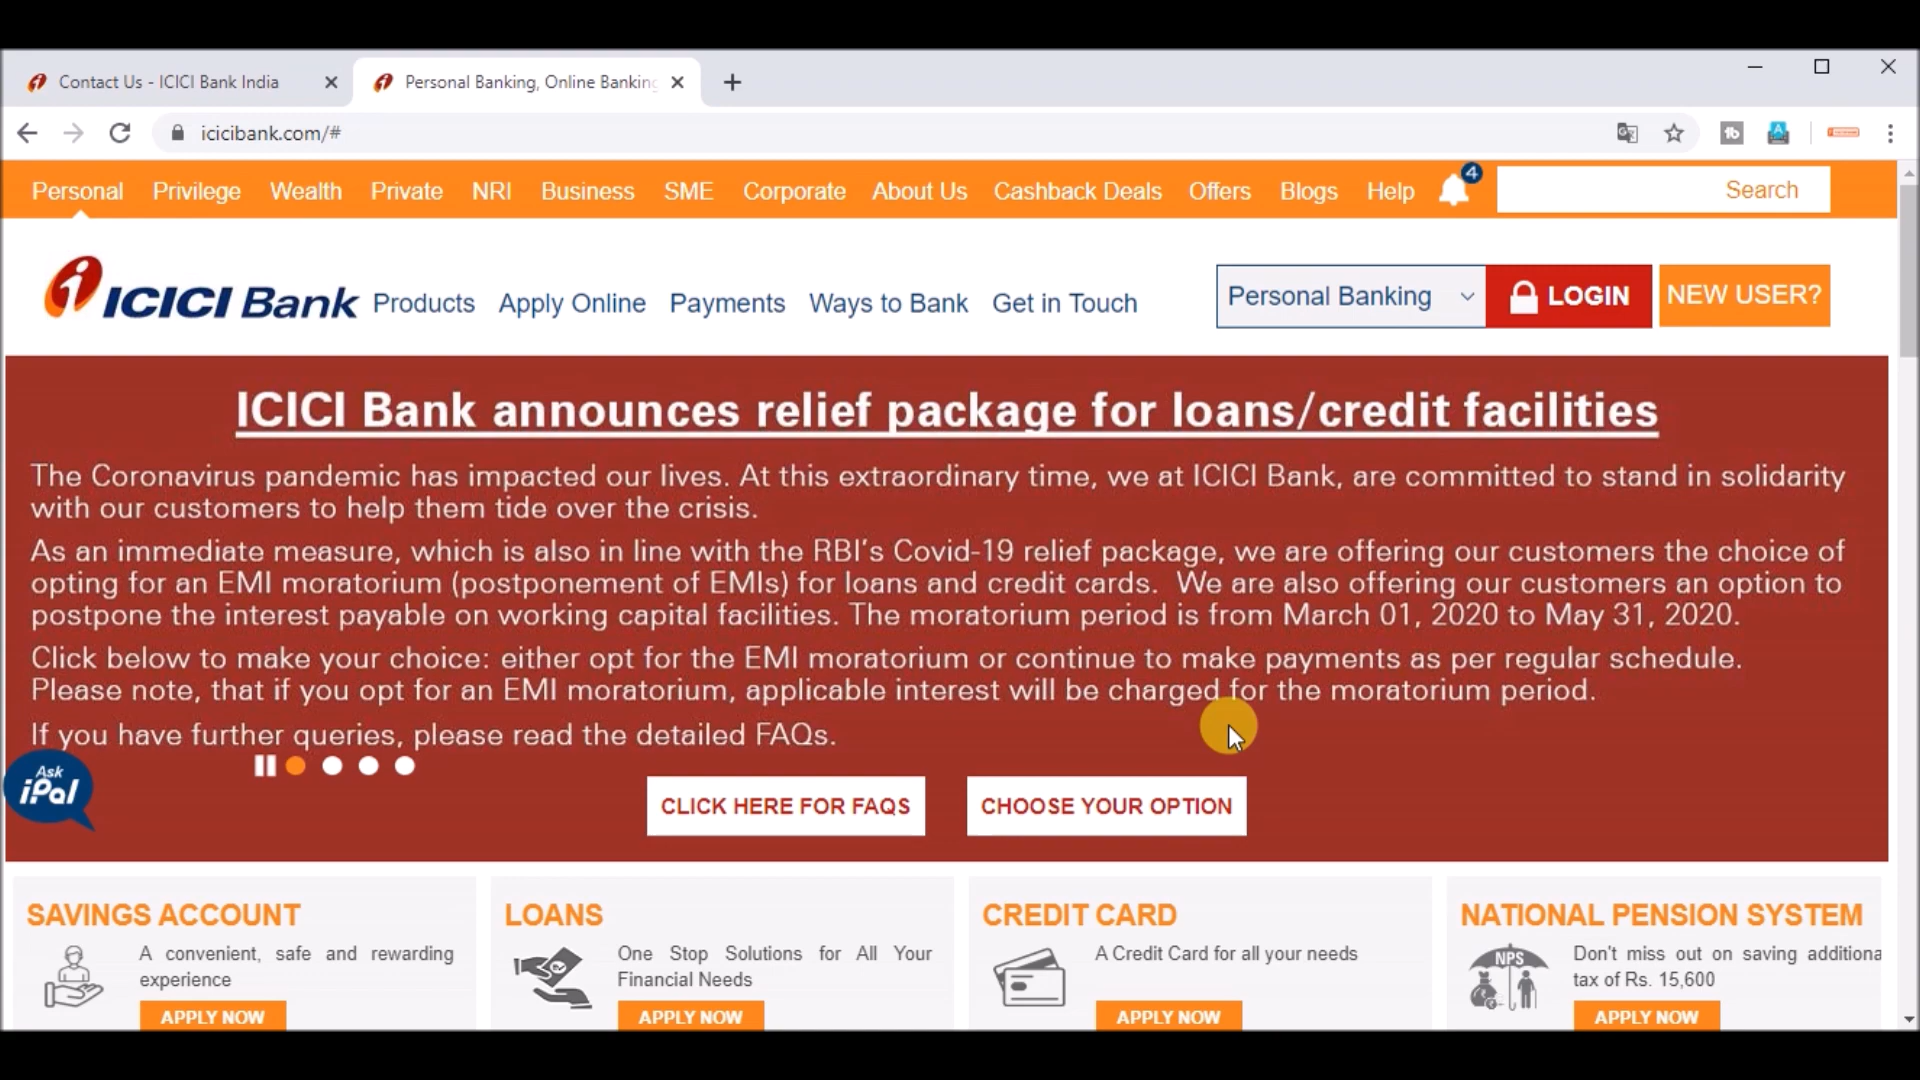 Contact Us - ICICI Bank India
Personal Banking, Online Banking
icicibank.com/#
Personal Privilege Wealth Private NRI Business SME Corporate About Us Cashback Deals Offers Blogs Help 4 Search
ICICI Bank Products Apply Online Payments Ways to Bank Get in Touch Personal Banking LOGIN NEW USER?
ICICI Bank announces relief package for loans/credit facilities
The Coronavirus pandemic has impacted our lives. At this extraordinary time, we at ICICI Bank, are committed to stand in solidarity
with our customers to help them tide over the crisis.
As an immediate measure, which is also in line with the RBI's Covid-19 relief package, we are offering our customers the choice of
opting for an EMI moratorium (postponement of EMIs) for loans and credit cards. We are also offering our customers an option to
postpone the interest payable on working capital facilities. The moratorium period is from March 01, 2020 to May 31, 2020.
Click below to make your choice: either opt for the EMI moratorium or continue to make payments as per regular schedule.
Please note, that if you opt for an EMI moratorium, applicable interest will be charged for the moratorium period.
If you have further queries, please read the detailed FAQs.
Ask
iPal
CLICK HERE FOR FAQS CHOOSE YOUR OPTION
SAVINGS ACCOUNT
A convenient, safe and rewarding
experience
APPLY NOW
LOANS
One Stop Solutions for All Your
Financial Needs
APPLY NOW
CREDIT CARD
A Credit Card for all your needs
APPLY NOW
NATIONAL PENSION SYSTEM
NPS
Don't miss out on saving additiona
tax of Rs. 15,600
APPLY NOW